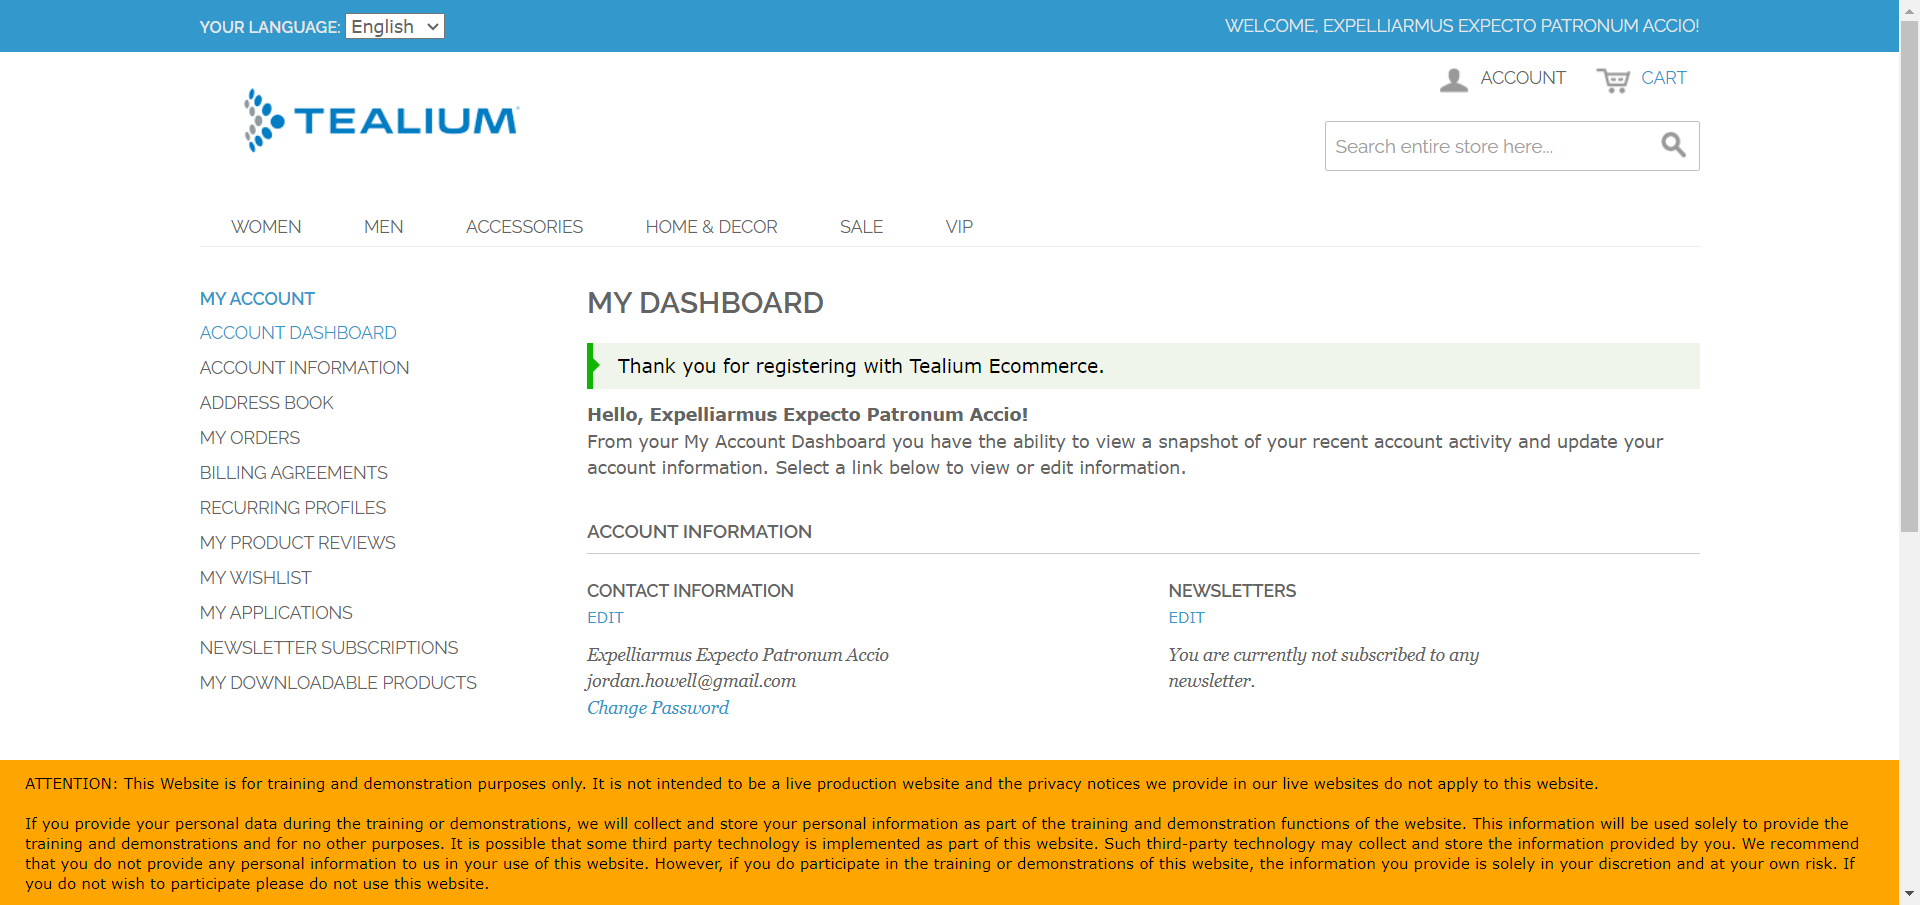 YOUR LANGUAGE: English
WELCOME, EXPELLIARMUS EXPECTO PATRONUM ACCIO!
TEALIUM
ACCOUNT
CART
Search entire store here...
WOMEN MEN ACCESSORIES HOME & DECOR SALE VIP
MY ACCOUNT
ACCOUNT DASHBOARD
ACCOUNT INFORMATION
ADDRESS BOOK
MY ORDERS
BILLING AGREEMENTS
RECURRING PROFILES
MY PRODUCT REVIEWS
MY WISHLIST
MY APPLICATIONS
NEWSLETTER SUBSCRIPTIONS
MY DOWNLOADABLE PRODUCTS
MY DASHBOARD
Thank you for registering with Tealium Ecommerce.
Hello, Expelliarmus Expecto Patronum Accio!
From your My Account Dashboard you have the ability to view a snapshot of your recent account activity and update your
account information. Select a link below to view or edit information.
ACCOUNT INFORMATION
CONTACT INFORMATION
EDIT
Expelliarmus Expecto Patronum Accio
jordan.howell@gmail.com
Change Password
NEWSLETTERS
EDIT
You are currently not subscribed to any
newsletter.
ATTENTION: This Website is for training and demonstration purposes only. It is not intended to be a live production website and the privacy notices we provide in our live websites do not apply to this website.
If you provide your personal data during the training or demonstrations, we will collect and store your personal information as part of the training and demonstration functions of the website. This information will be used solely to provide the
training and demonstrations and for no other purposes. It is possible that some third party technology is implemented as part of this website. Such third-party technology may collect and store the information provided by you. We recommend
that you do not provide any personal information to us in your use of this website. However, if you do participate in the training or demonstrations of this website, the information you provide is solely in your discretion and at your own risk. If
you do not wish to participate please do not use this website.